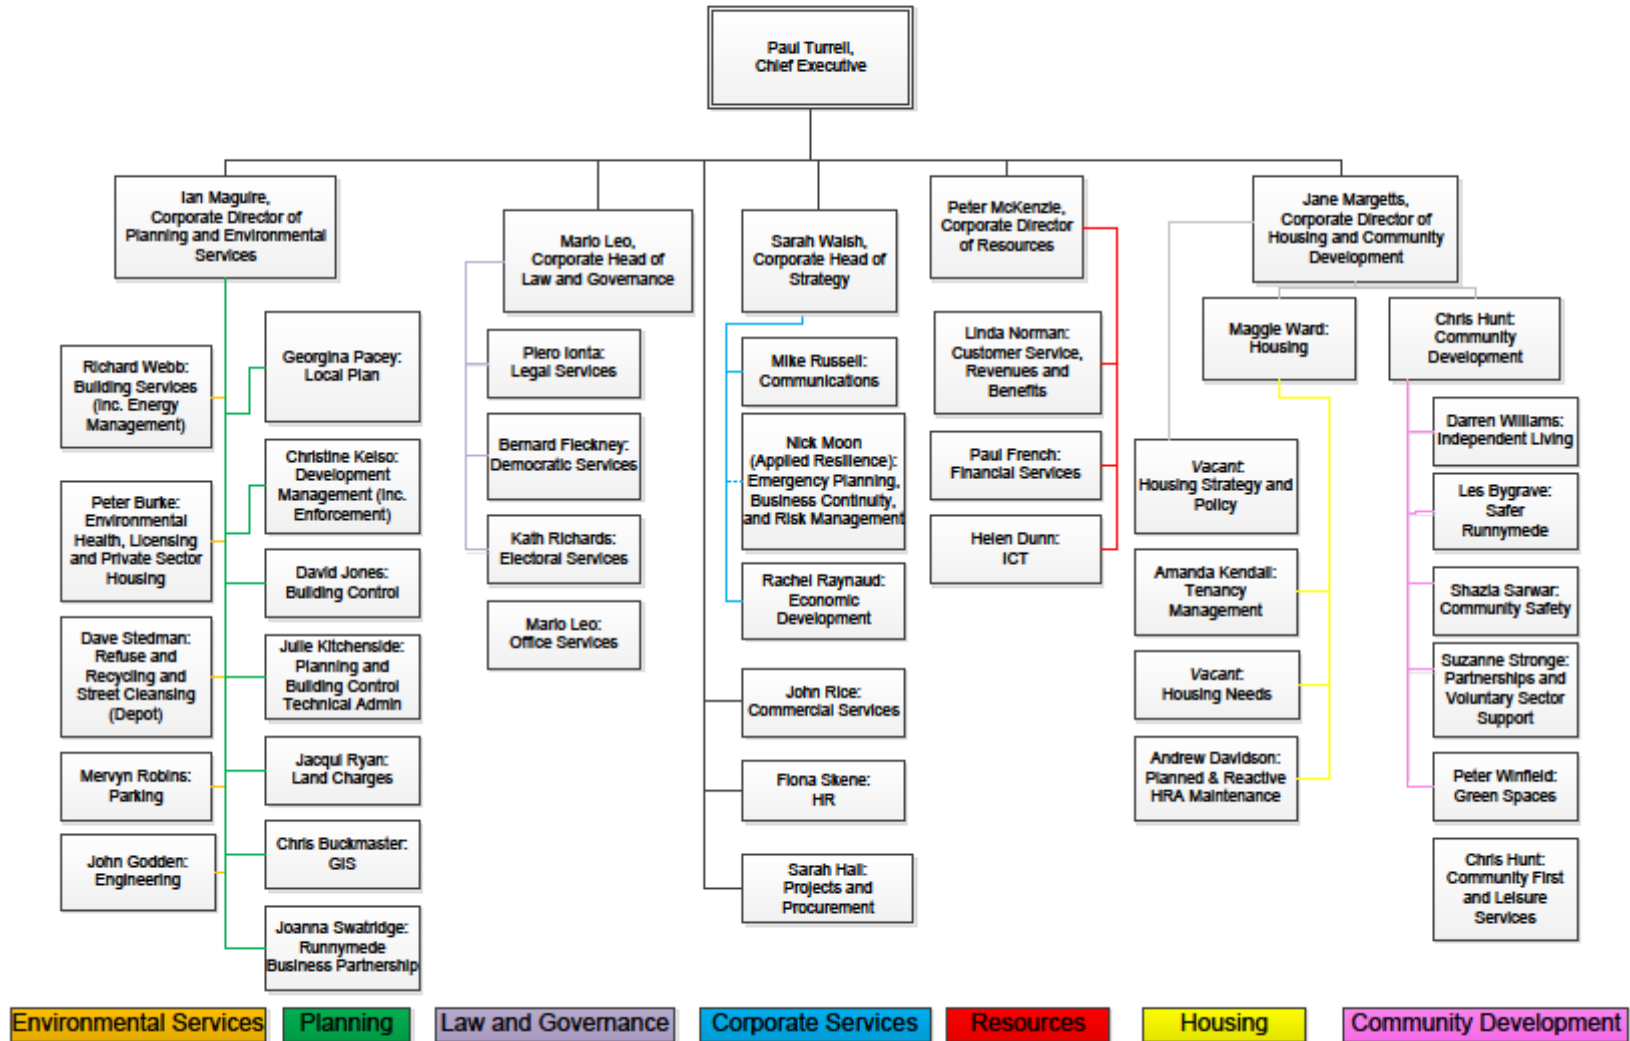 Paul Turrell,
Chief Executive
Ian Maguire,
Corporate Director of
Planning and Environmental
Services
Mario Leo,
Corporate Head of
Law and Governance
Sarah Walsh,
Corporate Head of
Strategy
Peter McKenzie,
Corporate Director
of Resources
Jane Margetts,
Corporate Director of
Housing and Community
Development
Richard Webb:
Building Services
(inc. Energy
Management)
Peter Burke:
Environmental
Health, Licensing
and Private Sector
Housing
Dave Stedman:
Refuse and
Recycling and
Street Cleansing
(Depot)
Mervyn Robins:
Parking
John Godden:
Engineering
Georgina Pacey:
Local Plan
Christine Kelso:
Development
Management (inc.
Enforcement)
David Jones:
Building Control
Julie Kitchenside:
Planning and
Building Control
Technical Admin
Jacqui Ryan:
Land Charges
Chris Buckmaster:
GIS
Joanna Swatridge:
Runnymede
Business Partnership
Piero Ionta:
Legal Services
Bernard Fleckney:
Democratic Services
Kath Richards:
Electoral Services
Mario Leo:
Office Services
Mike Russell:
Communications
Nick Moon
(Applied Resilience):
Emergency Planning,
Business Continuity,
and Risk Management
Rachel Raynaud:
Economic
Development
John Rice:
Commercial Services
Fiona Skene:
HR
Sarah Hall:
Projects and
Procurement
Linda Norman:
Customer Service,
Revenues and
Benefits
Paul French:
Financial Services
Helen Dunn:
ICT
Maggie Ward:
Housing
Vacant:
Housing Strategy and
Policy
Amanda Kendall:
Tenancy
Management
Vacant:
Housing Needs
Andrew Davidson:
Planned & Reactive
HRA Maintenance
Chris Hunt:
Community
Development
Darren Williams:
Independent Living
Les Bygrave:
Safer
Runnymede
Shazia Sarwar:
Community Safety
Suzanne Stronge:
Partnerships and
Voluntary Sector
Support
Peter Winfield:
Green Spaces
Chris Hunt:
Community First
and Leisure
Services
Environmental Services
Planning
Law and Governance
Corporate Services
Resources
Housing
Community Development